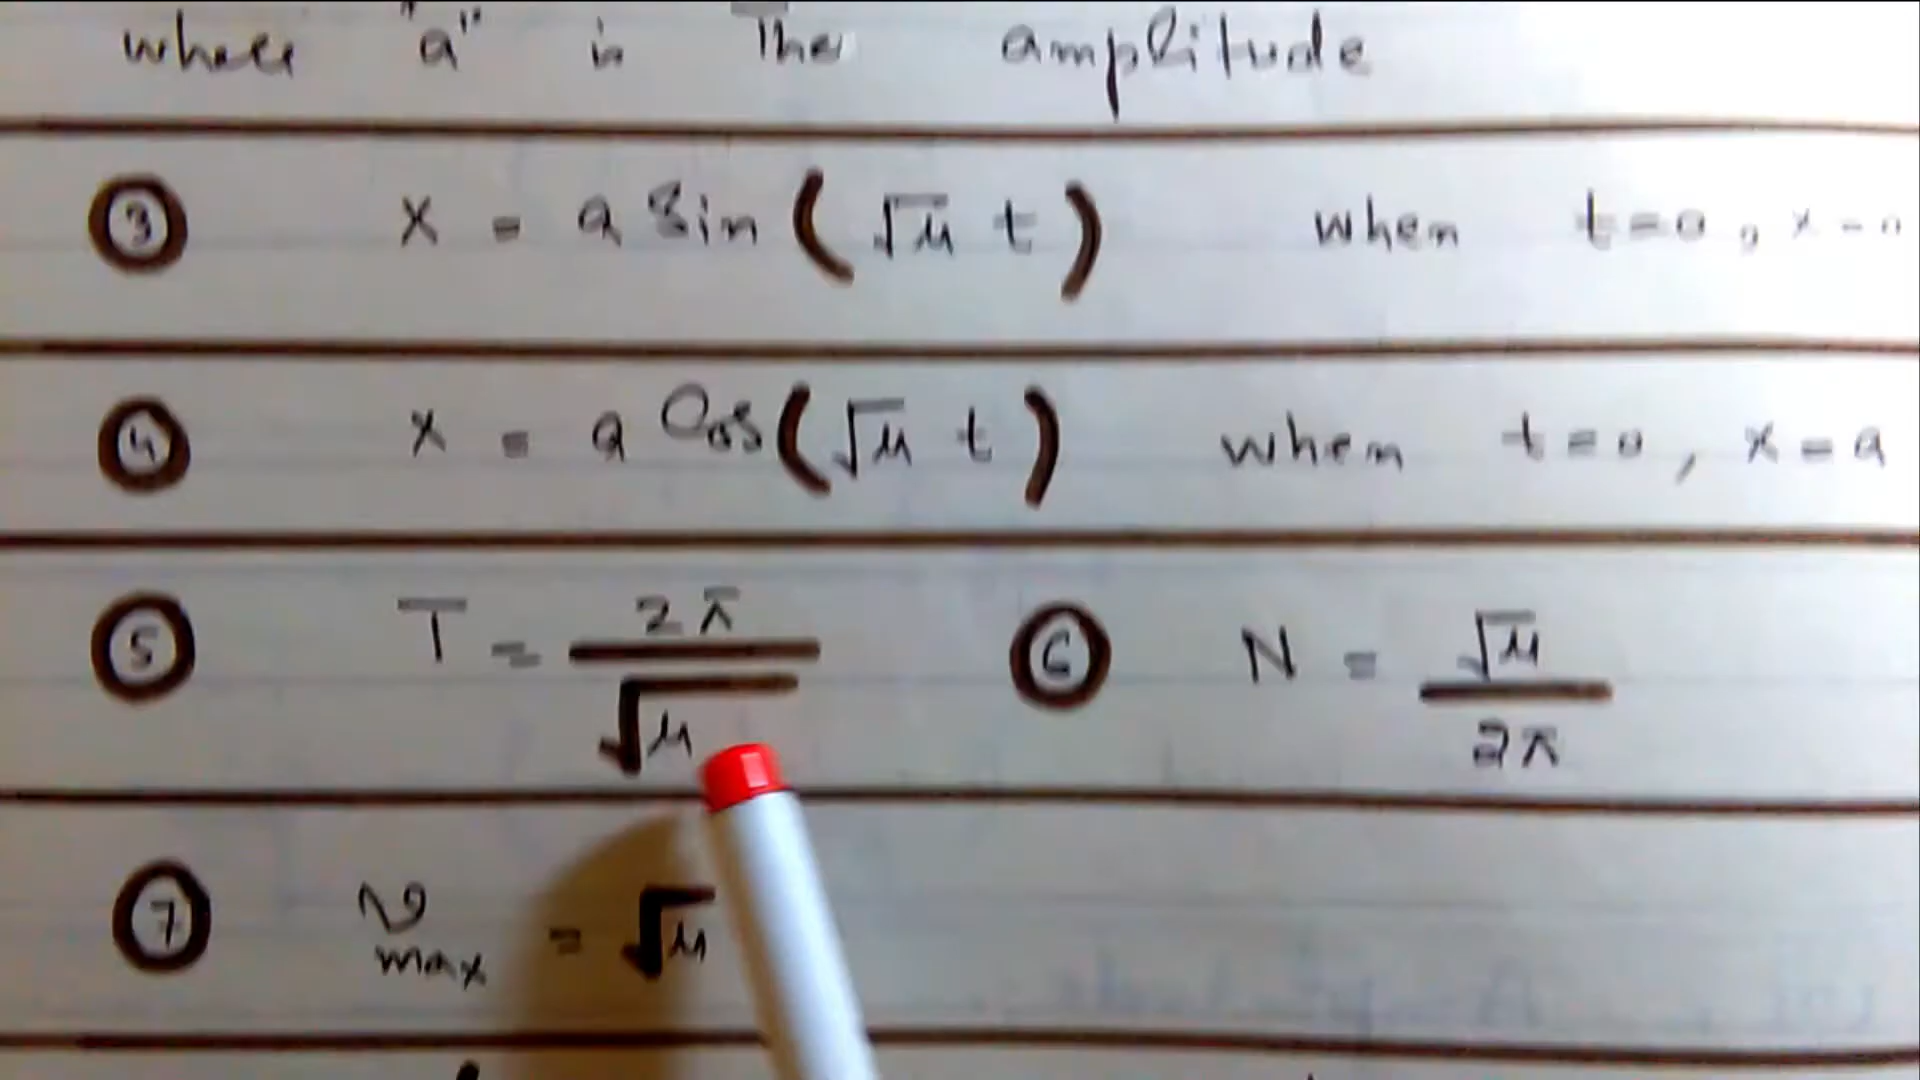 where "a" is the amplitude
③ x = a sin (√μ t) when t=0, x=0
④ x = a Cos (√μ t) when t=0, x=a
⑤ T = 2π / √μ ⑥ N = √μ / 2π
⑦ v max = √μ